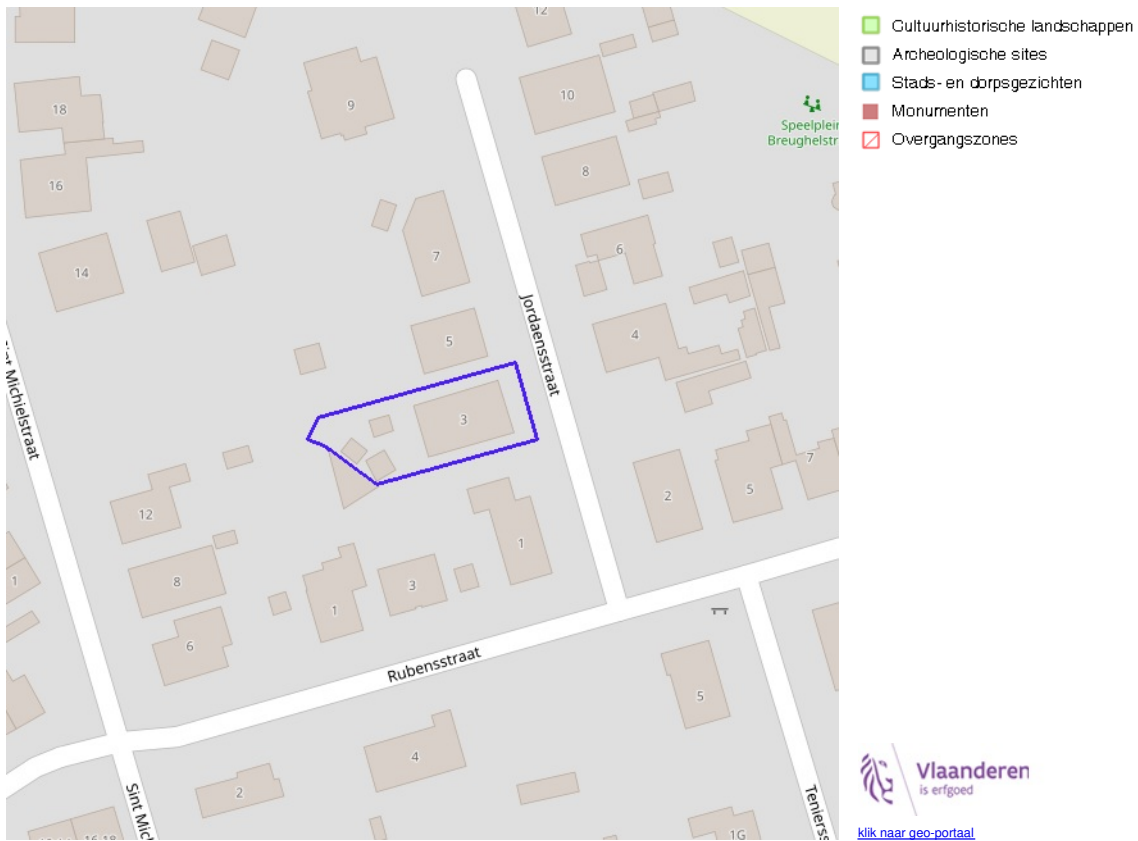 12
Cultuurhistorische landschappen
Archeologische sites
Stads- en dorpsgezichten
Monumenten
Overgangszones
18
9
10
Speelplein
Breughelstr
16
8
14
7
6
5
4
Jordaensstraat
Sint Michielstraat
3
12
2
5
7
1
8
1
3
1
6
Rubensstraat
5
4
2
Sint Mich
Teniers
16-18
1G
Vlaanderen
is erfgoed
klik naar geo-portaal